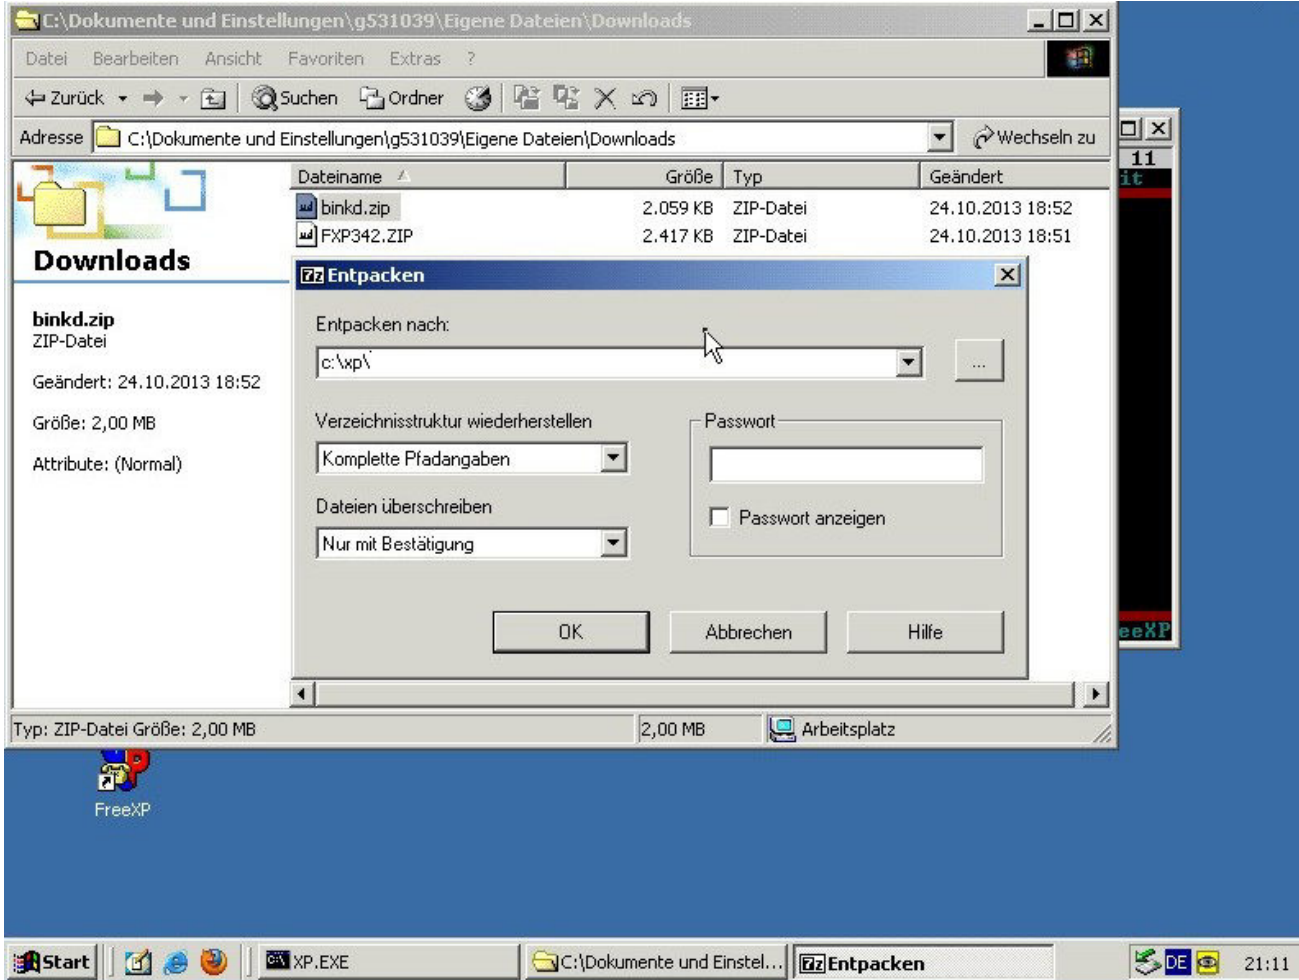 C:\Dokumente und Einstellungen\g531039\Eigene Dateien\Downloads
Datei Bearbeiten Ansicht Favoriten Extras ?
Zurück Suchen Ordner
Adresse C:\Dokumente und Einstellungen\g531039\Eigene Dateien\Downloads Wechseln zu
11
it
Dateiname Größe Typ Geändert
binkd.zip 2.059 KB ZIP-Datei 24.10.2013 18:52
FXP342.ZIP 2.417 KB ZIP-Datei 24.10.2013 18:51
Downloads
binkd.zip
ZIP-Datei
Geändert: 24.10.2013 18:52
Größe: 2,00 MB
Attribute: (Normal)
7z Entpacken
Entpacken nach:
c:\xp\
...
Verzeichnisstruktur wiederherstellen
Komplette Pfadangaben
Dateien überschreiben
Nur mit Bestätigung
Passwort
Passwort anzeigen
OK Abbrechen Hilfe
eeXP
Typ: ZIP-Datei Größe: 2,00 MB 2,00 MB Arbeitsplatz
FreeXP
Start XP.EXE C:\Dokumente und Einstel... 7z Entpacken DE 21:11